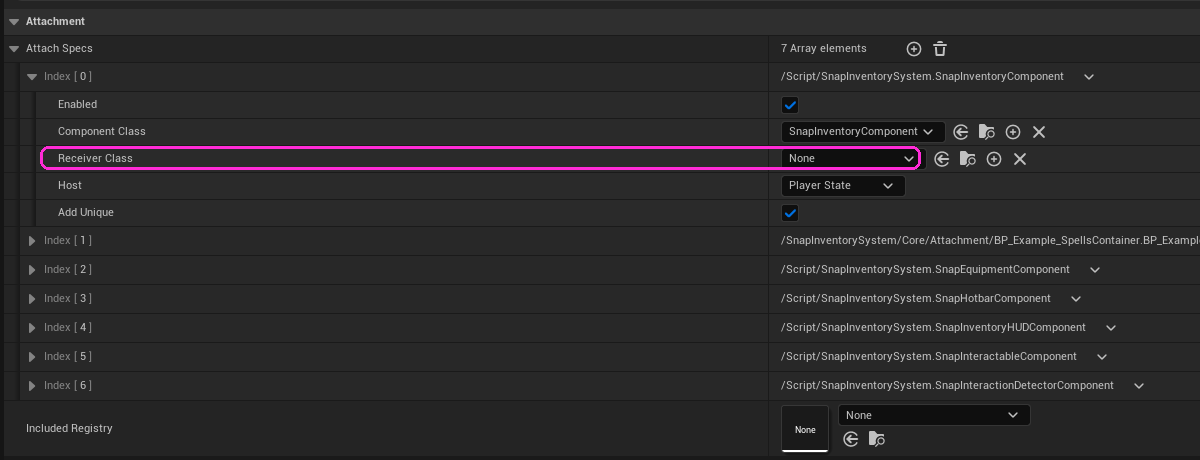 Attachment
Attach Specs 7 Array elements
Index [ 0 ] /Script/SnapInventorySystem.SnapInventoryComponent
Enabled
Component Class SnapInventoryComponent
Receiver Class None
Host Player State
Add Unique
Index [ 1 ] /SnapInventorySystem/Core/Attachment/BP_Example_SpellsContainer.BP_Examp
Index [ 2 ] /Script/SnapInventorySystem.SnapEquipmentComponent
Index [ 3 ] /Script/SnapInventorySystem.SnapHotbarComponent
Index [ 4 ] /Script/SnapInventorySystem.SnapInventoryHUDComponent
Index [ 5 ] /Script/SnapInventorySystem.SnapInteractableComponent
Index [ 6 ] /Script/SnapInventorySystem.SnapInteractionDetectorComponent
None
Included Registry None